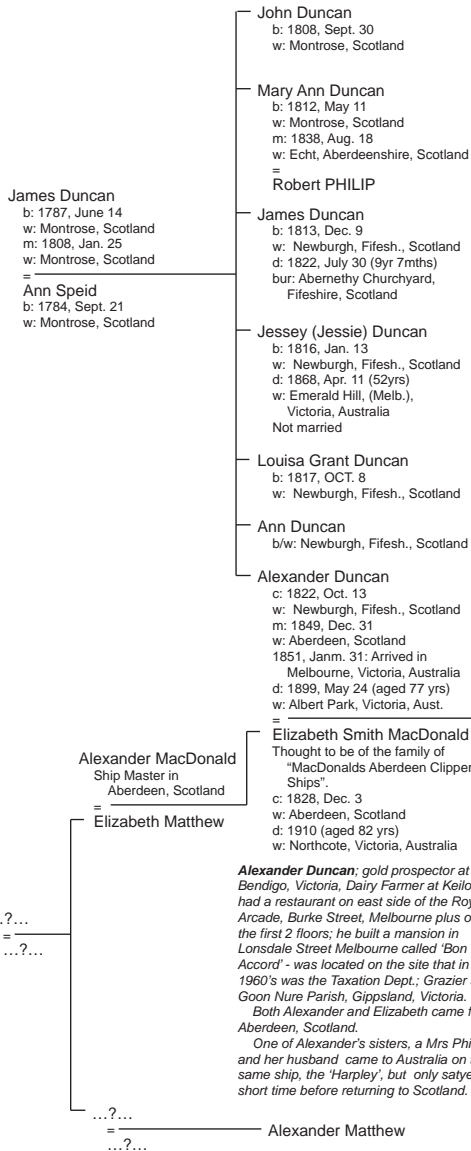 John Duncan
b: 1808, Sept. 30
w: Montrose, Scotland
Mary Ann Duncan
b: 1812, May 11
w: Montrose, Scotland
m: 1838, Aug. 18
w: Echt, Aberdeenshire, Scotland
=
Robert PHILIP
James Duncan
b: 1787, June 14
w: Montrose, Scotland
m: 1808, Jan. 25
w: Montrose, Scotland
=
Ann Speid
b: 1784, Sept. 21
w: Montrose, Scotland
James Duncan
b: 1813, Dec. 9
w: Newburgh, Fifesh., Scotland
d: 1822, July 30 (9yr 7mths)
bur: Abernethy Churchyard,
Fifeshire, Scotland
Jessey (Jessie) Duncan
b: 1816, Jan. 13
w: Newburgh, Fifesh., Scotland
d: 1868, Apr. 11 (52yrs)
w: Emerald Hill, (Melb.),
Victoria, Australia
Not married
Louisa Grant Duncan
b: 1817, OCT. 8
w: Newburgh, Fifesh., Scotland
Ann Duncan
b/w: Newburgh, Fifesh., Scotland
Alexander Duncan
c: 1822, Oct. 13
w: Newburgh, Fifesh., Scotland
m: 1849, Dec. 31
w: Aberdeen, Scotland
1851, Janm. 31: Arrived in
Melbourne, Victoria, Australia
d: 1899, May 24 (aged 77 yrs)
w: Albert Park, Victoria, Aust.
=
Elizabeth Smith MacDonald
Thought to be of the family of
"MacDonalds Aberdeen Clipper
Ships".
c: 1828, Dec. 3
w: Aberdeen, Scotland
d: 1910 (aged 82 yrs)
w: Northcote, Victoria, Australia
Alexander MacDonald
Ship Master in
Aberdeen, Scotland
=
Elizabeth Matthew
Alexander Duncan; gold prospector at
Bendigo, Victoria, Dairy Farmer at Keilo
had a restaurant on east side of the Roy
Arcade, Burke Street, Melbourne plus o
the first 2 floors; he built a mansion in
Lonsdale Street Melbourne called 'Bon
Accord' - was located on the site that in
1960's was the Taxation Dept.; Grazier
Goon Nure Parish, Gippsland, Victoria.
Both Alexander and Elizabeth came f
Aberdeen, Scotland.
One of Alexander's sisters, a Mrs Phi
and her husband came to Australia on
same ship, the 'Harpley', but only satye
short time before returning to Scotland.
..?...
=
...?...
...?...
=
...?...
Alexander Matthew